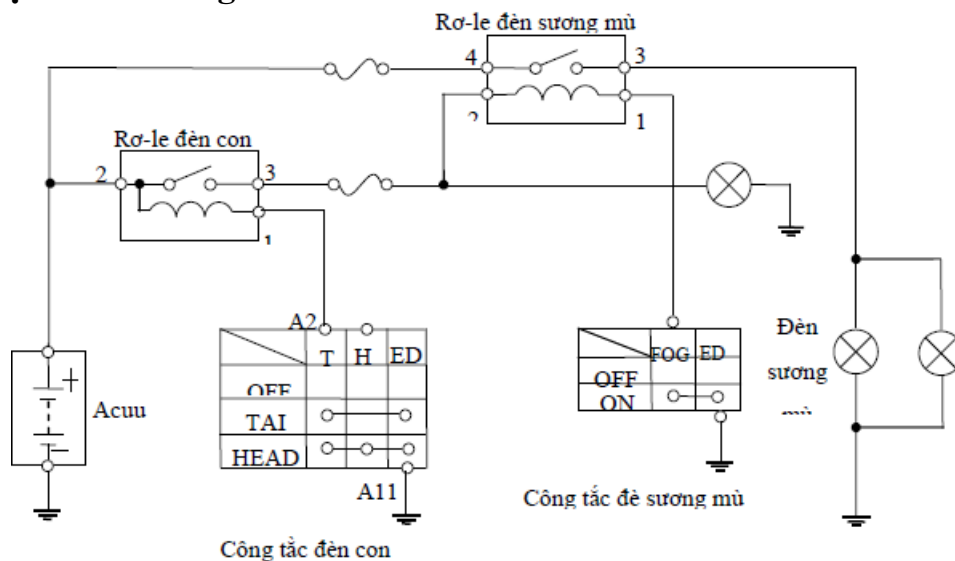 Rơ-le đèn sương mù
4
3
2
1
Rơ-le đèn con
2
3
1
A2
T H ED
OFF
TAI
HEAD
A11
Công tắc đèn con
Acuu
+
−
FOG ED
OFF
ON
Công tắc đè sương mù
Đèn
sương
mù